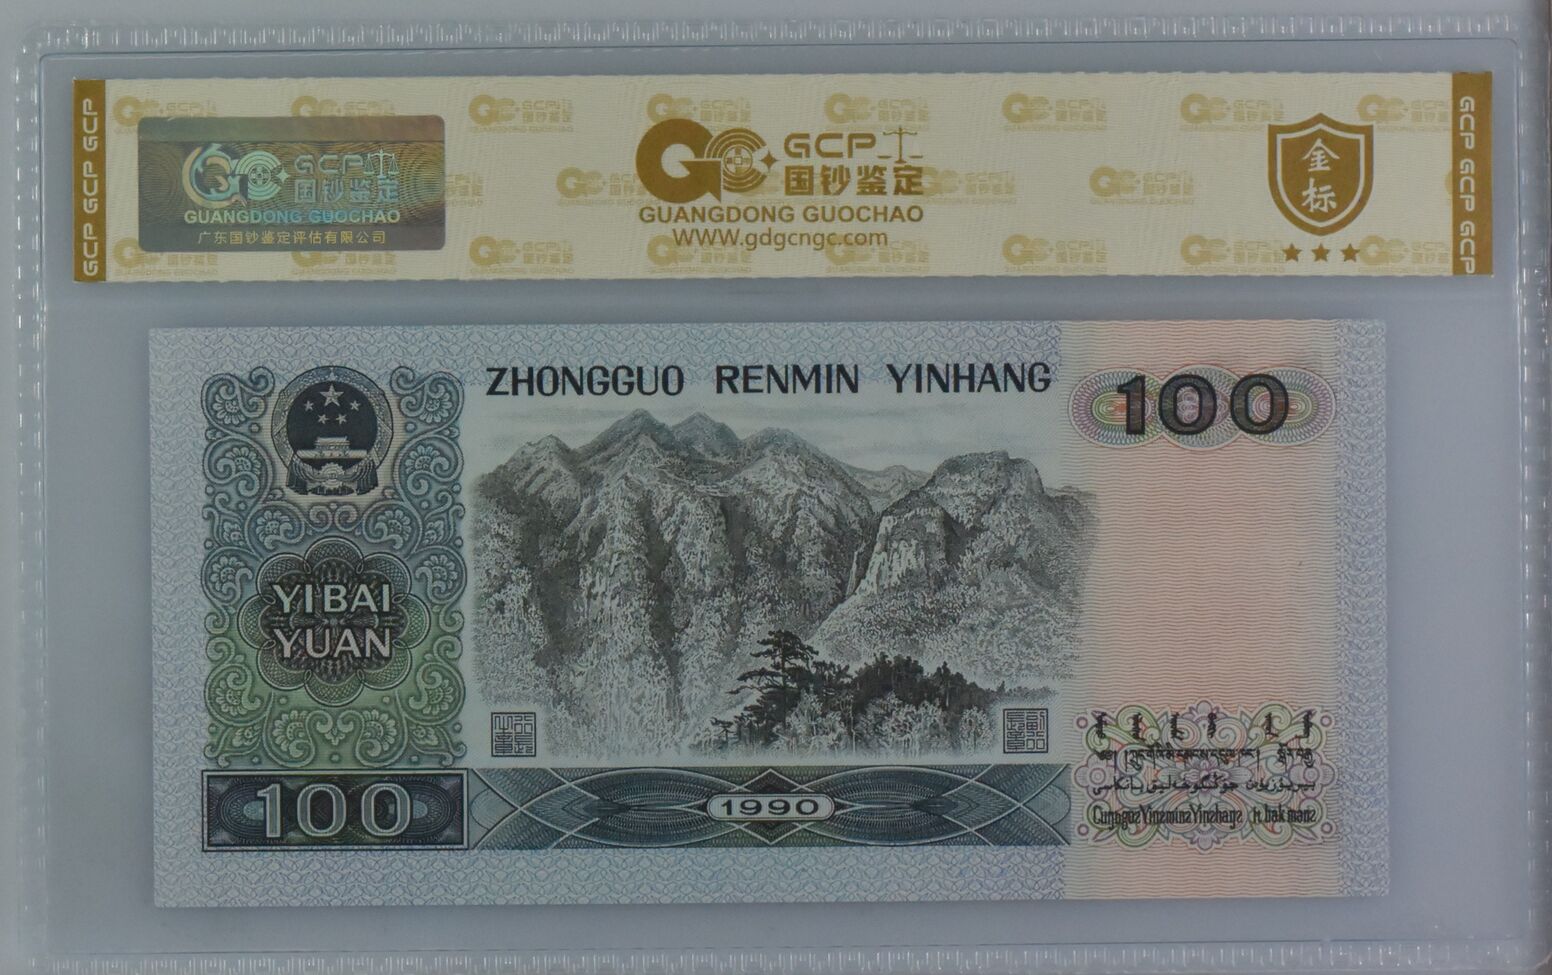 GCP GCP GCP
GCP 国钞鉴定
GUANGDONG GUOCHAO
广东国钞鉴定评估有限公司
GCP
国钞鉴定
GUANGDONG GUOCHAO
WWW.gdgcngc.com
金标
GCP GCP GCP
ZHONGGUO RENMIN YINHANG
100
YI BAI
YUAN
100
1990